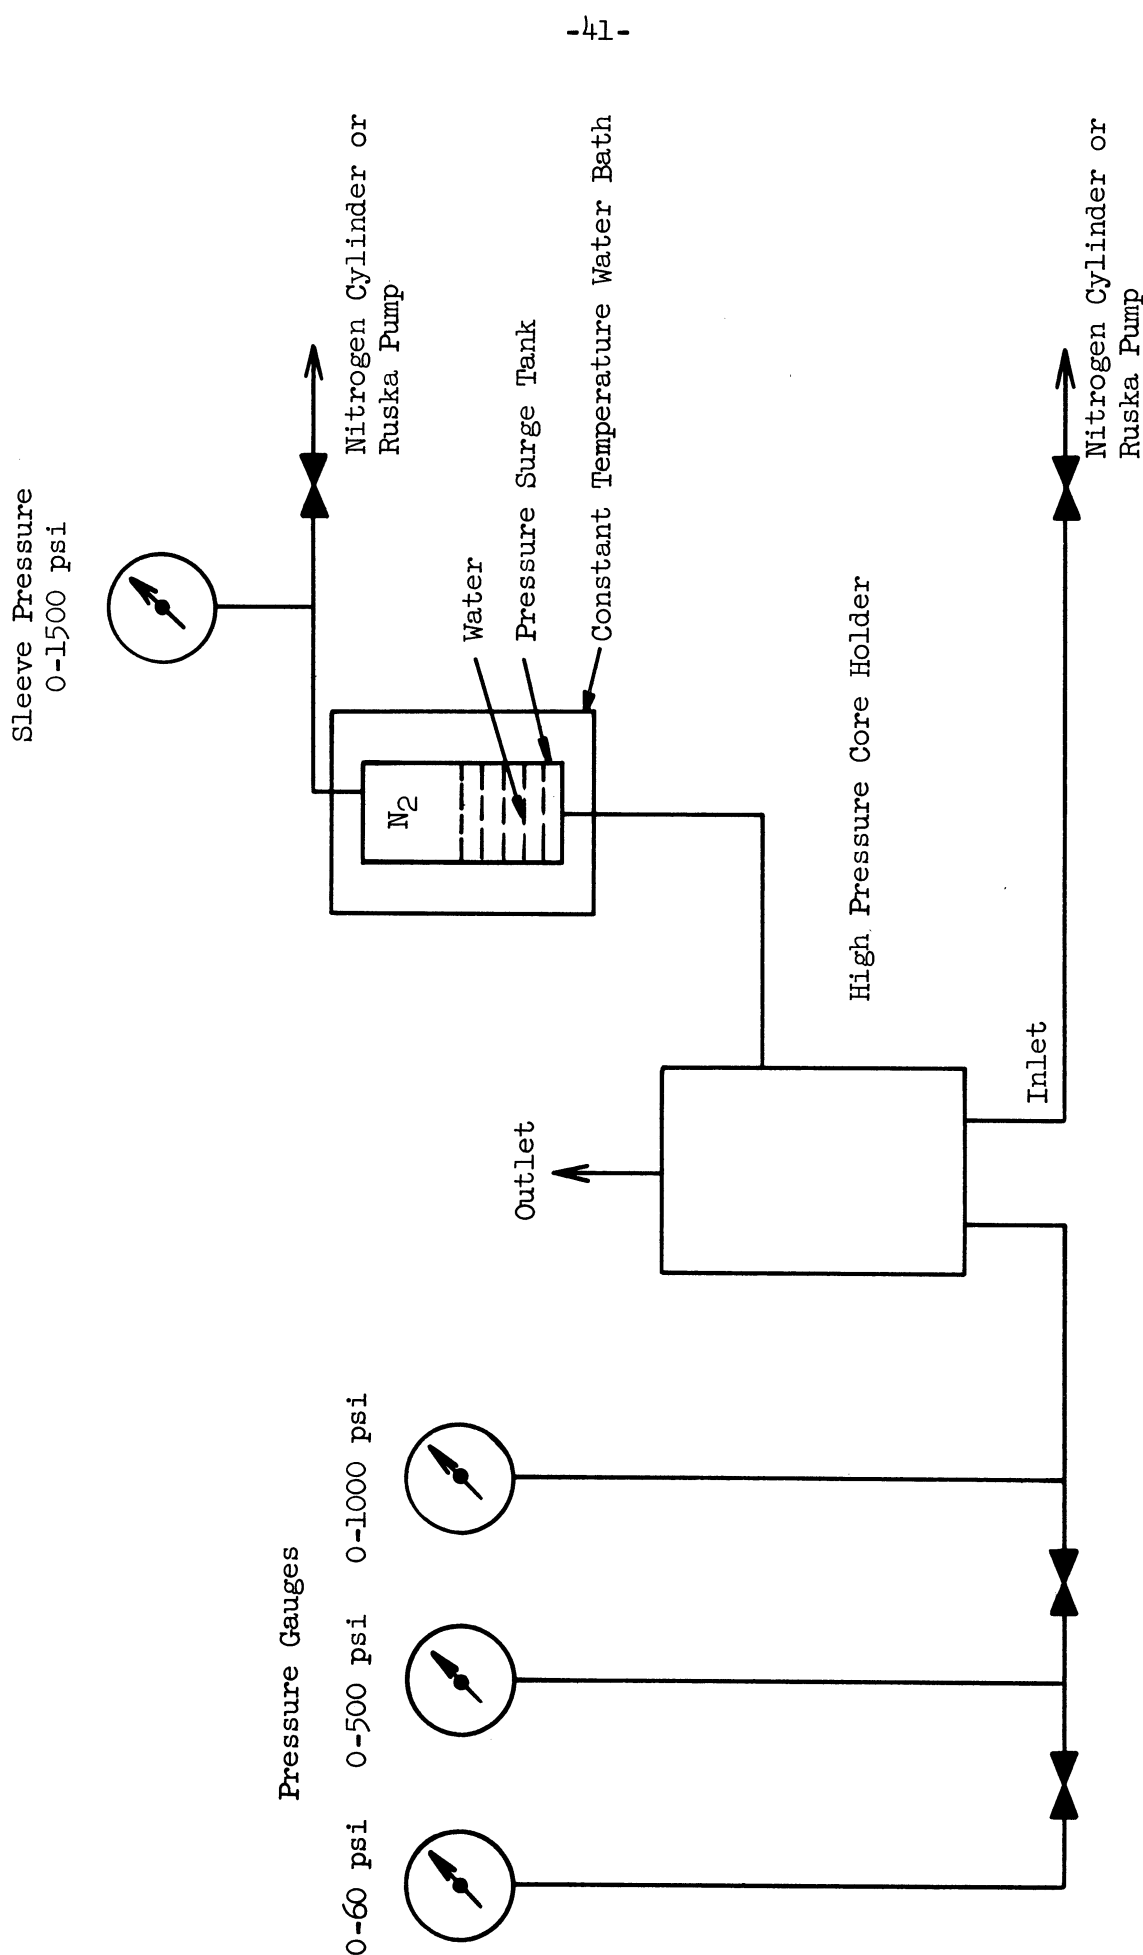 -41-
Sleeve Pressure
0-1500 psi
Nitrogen Cylinder or
Ruska Pump
Pressure Gauges
0-60 psi
0-500 psi
0-1000 psi
N2
Water
Pressure Surge Tank
Constant Temperature Water Bath
Outlet
High Pressure Core Holder
Inlet
Nitrogen Cylinder or
Ruska Pump